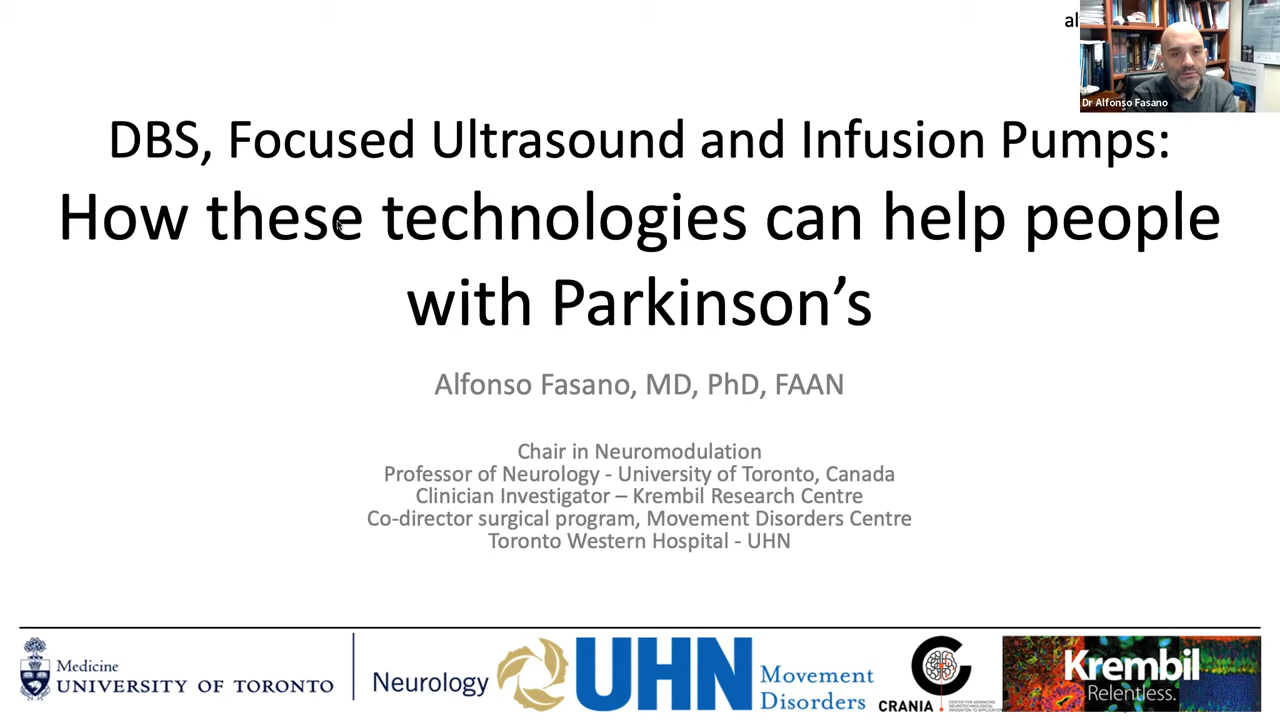 al
Dr Alfonso Fasano
DBS, Focused Ultrasound and Infusion Pumps:
How these technologies can help people
with Parkinson’s
Alfonso Fasano, MD, PhD, FAAN
Chair in Neuromodulation
Professor of Neurology - University of Toronto, Canada
Clinician Investigator – Krembil Research Centre
Co-director surgical program, Movement Disorders Centre
Toronto Western Hospital - UHN
Medicine
UNIVERSITY OF TORONTO
Neurology
UHN
Movement
Disorders
CRANIA
Krembil
Relentless.